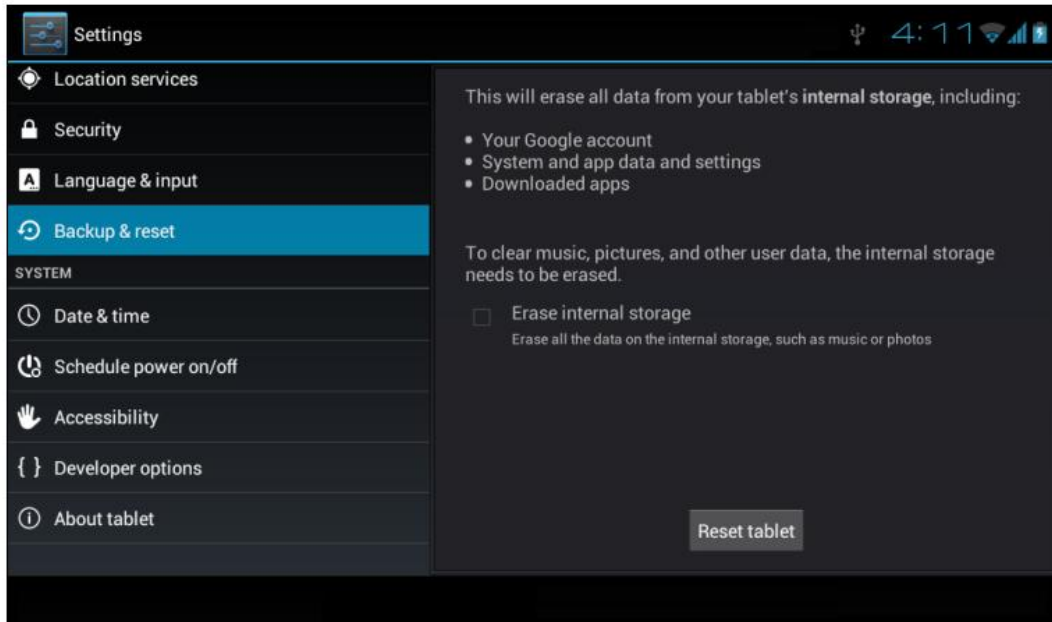 Settings
4:11
Location services
Security
A
Language & input
Backup & reset
SYSTEM
Date & time
Schedule power on/off
Accessibility
{ } Developer options
About tablet
This will erase all data from your tablet's internal storage, including:
• Your Google account
• System and app data and settings
• Downloaded apps
To clear music, pictures, and other user data, the internal storage
needs to be erased.
Erase internal storage
Erase all the data on the internal storage, such as music or photos
Reset tablet